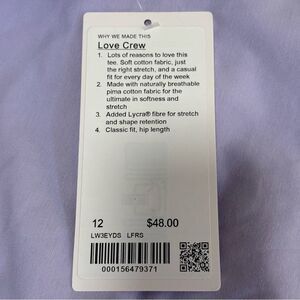 WHY WE MADE THIS
Love Crew
1. Lots of reasons to love this
tee. Soft cotton fabric, just
the right stretch, and a casual
fit for every day of the week
2. Made with naturally breathable
pima cotton fabric for the
ultimate in softness and
stretch
3. Added Lycra® fibre for stretch
and shape retention
4. Classic fit, hip length
12 $48.00
LW3EYDS LFRS
000156479371